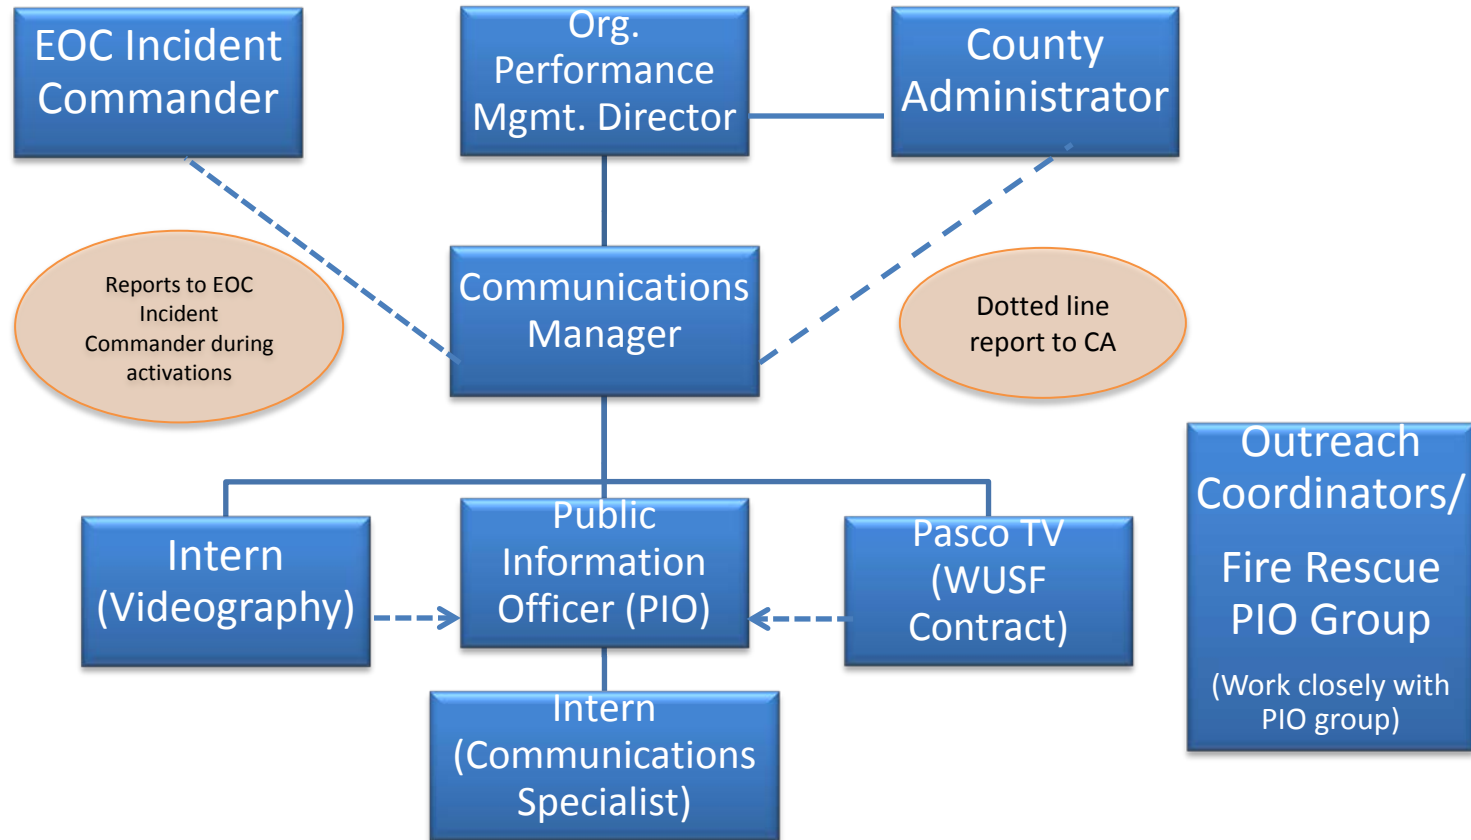 EOC Incident
Commander
Org.
Performance
Mgmt. Director
County
Administrator
Reports to EOC
Incident
Commander during
activations
Communications
Manager
Dotted line
report to CA
Intern
(Videography)
Public
Information
Officer (PIO)
Pasco TV
(WUSF
Contract)
Outreach
Coordinators/
Fire Rescue
PIO Group
(Work closely with
PIO group)
Intern
(Communications
Specialist)